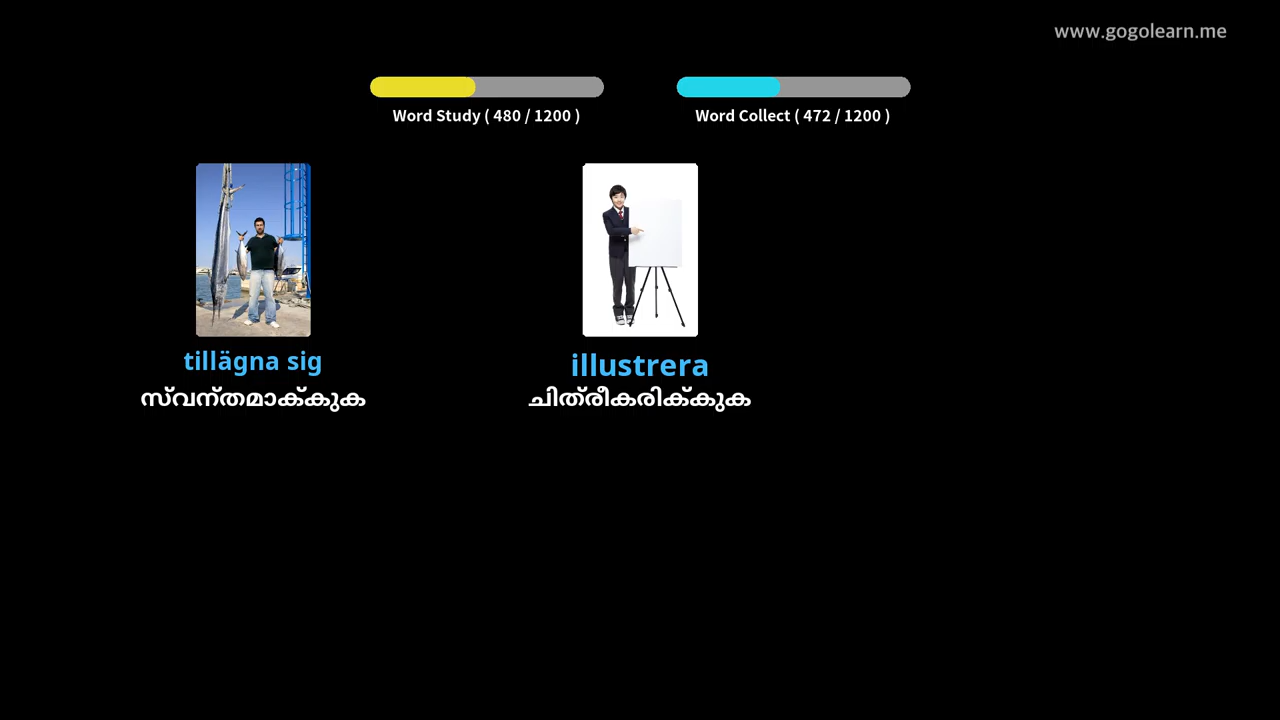 www.gogolearn.me
Word Study ( 480 / 1200 )
Word Collect ( 472 / 1200 )
tillägna sig
സ്വന്തമാക്കുക
illustrera
ചിത്രീകരിക്കുക